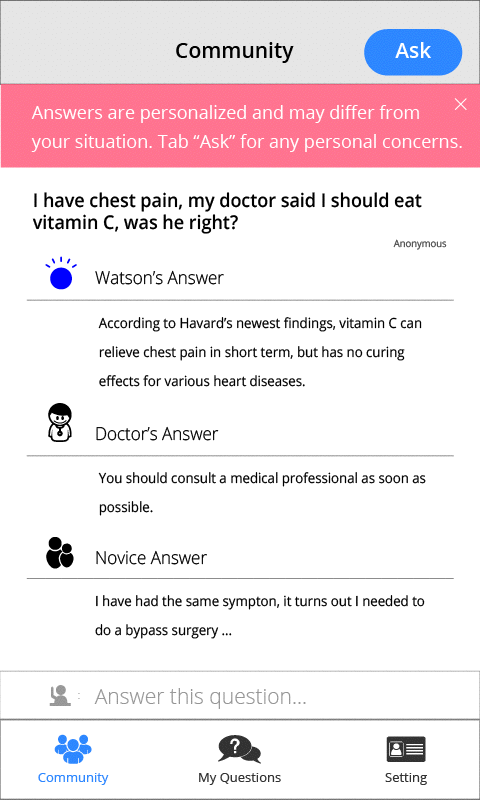 Community
Ask
Answers are personalized and may differ from
your situation. Tab “Ask” for any personal concerns.
I have chest pain, my doctor said I should eat
vitamin C, was he right?
Anonymous
Watson’s Answer
According to Havard’s newest findings, vitamin C can
relieve chest pain in short term, but has no curing
effects for various heart diseases.
Doctor’s Answer
You should consult a medical professional as soon as
possible.
Novice Answer
I have had the same sympton, it turns out I needed to
do a bypass surgery ...
: Answer this question...
Community
My Questions
Setting